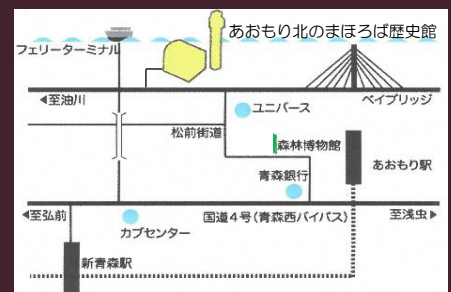 あおもり北のまほろば歴史館
フェリーターミナル
◀至油川
ユニバース
ベイブリッジ
松前街道
森林博物館
あおもり駅
青森銀行
◀至弘前
国道4号(青森西バイパス)
至浅虫▶
カブセンター
新青森駅